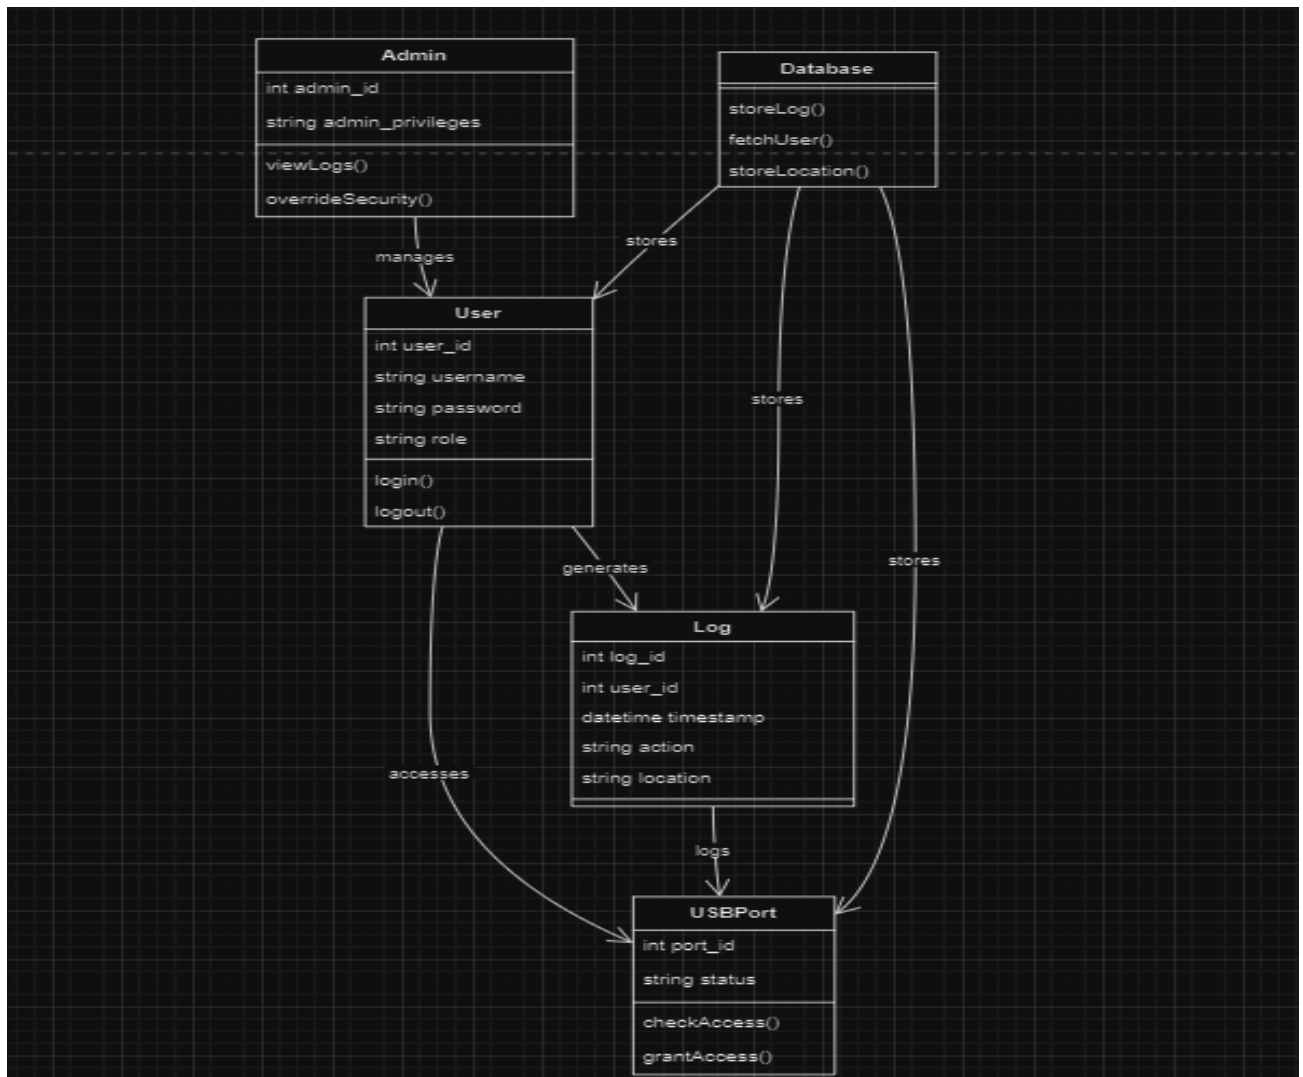 Admin
int admin_id
string admin_privileges
viewLogs()
overrideSecurity()
Database
storeLog()
fetchUser()
storeLocation()
manages
stores
User
int user_id
string username
string password
string role
login()
logout()
stores
generates
stores
Log
int log_id
int user_id
datetime timestamp
string action
string location
accesses
logs
USBPort
int port_id
string status
checkAccess()
grantAccess()